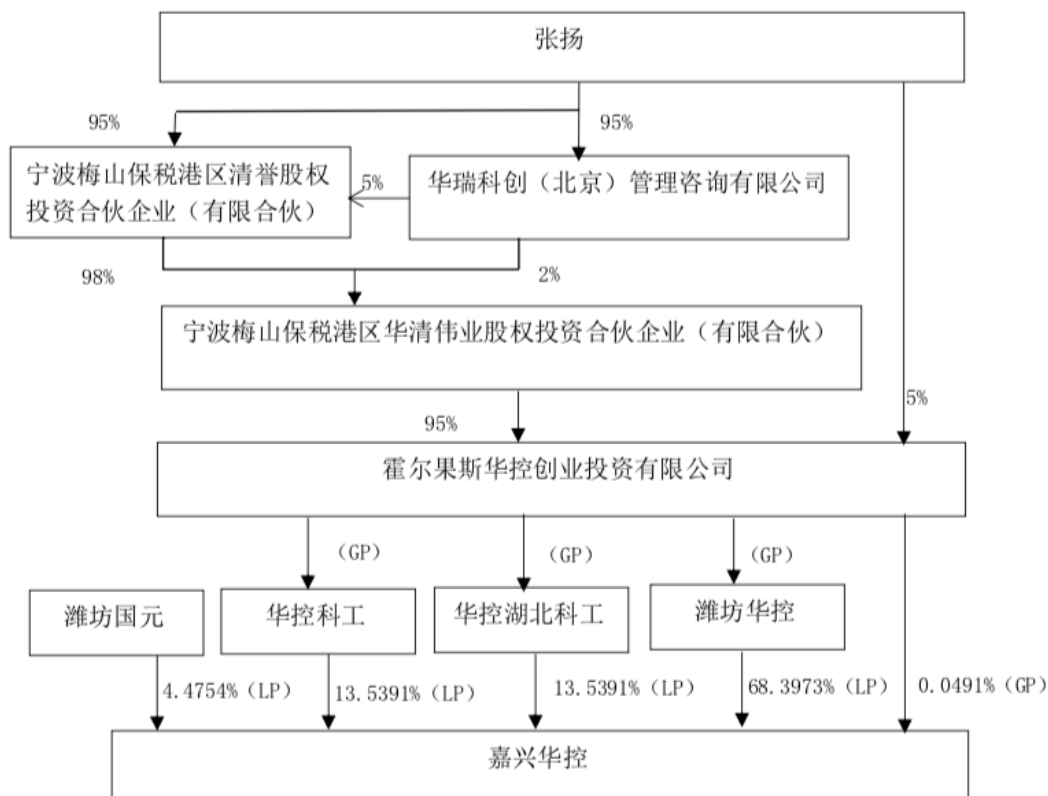 张扬
95%
95%
宁波梅山保税港区清誉股权
投资合伙企业（有限合伙）
5%
华瑞科创（北京）管理咨询有限公司
98%
2%
宁波梅山保税港区华清伟业股权投资合伙企业（有限合伙）
95%
5%
霍尔果斯华控创业投资有限公司
（GP）
（GP）
（GP）
潍坊国元
华控科工
华控湖北科工
潍坊华控
4.4754%（LP）
13.5391%（LP）
13.5391%（LP）
68.3973%（LP）
0.0491%（GP）
嘉兴华控